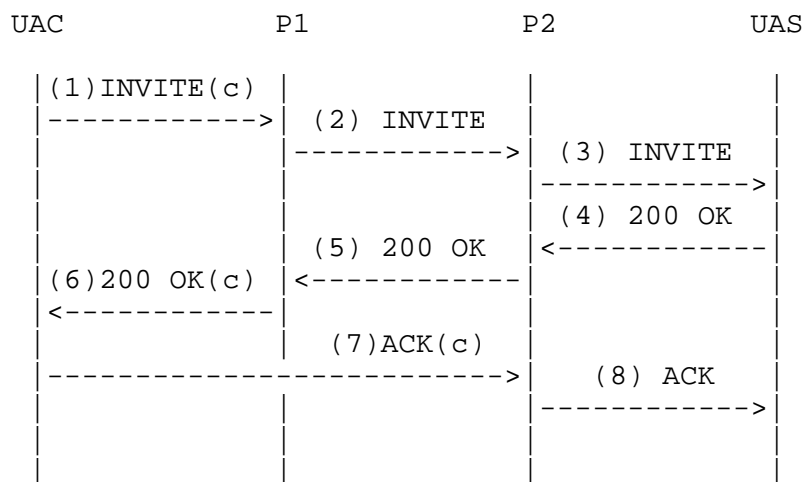 UAC P1 P2 UAS
(1)INVITE(c)
(2) INVITE
(3) INVITE
(4) 200 OK
(5) 200 OK
(6)200 OK(c)
(7)ACK(c)
(8) ACK